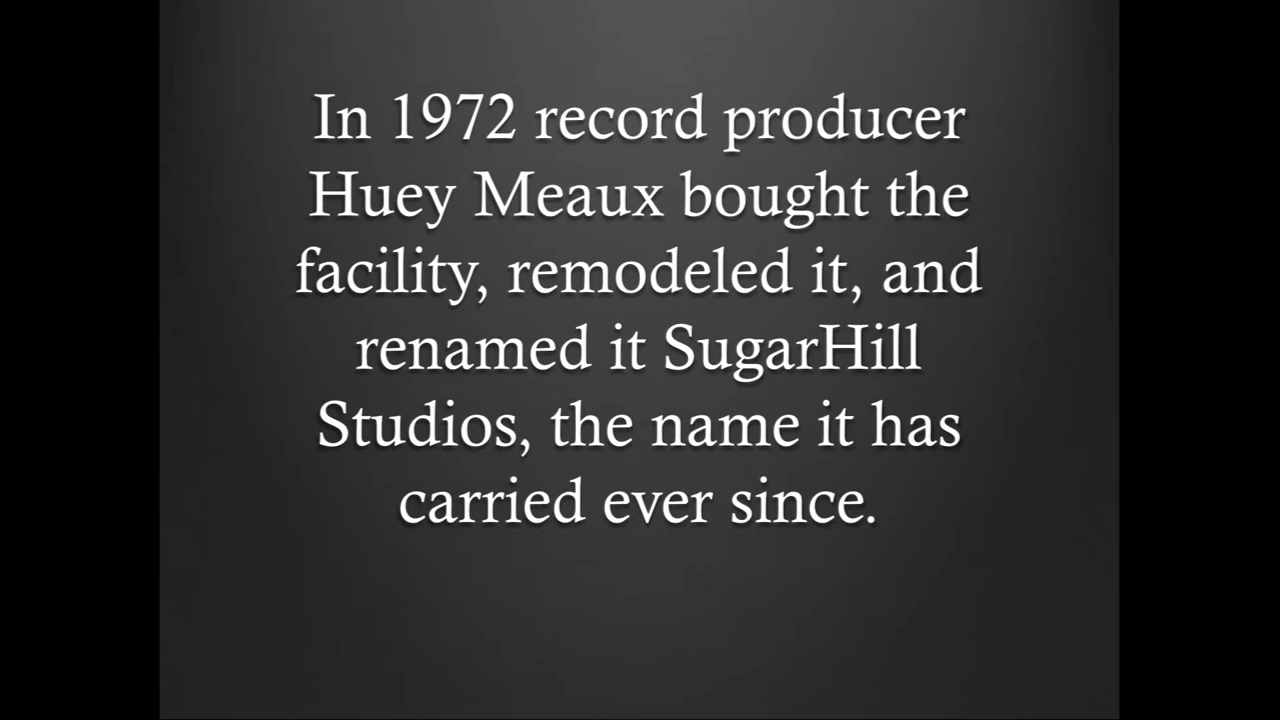 In 1972 record producer
Huey Meaux bought the
facility, remodeled it, and
renamed it SugarHill
Studios, the name it has
carried ever since.